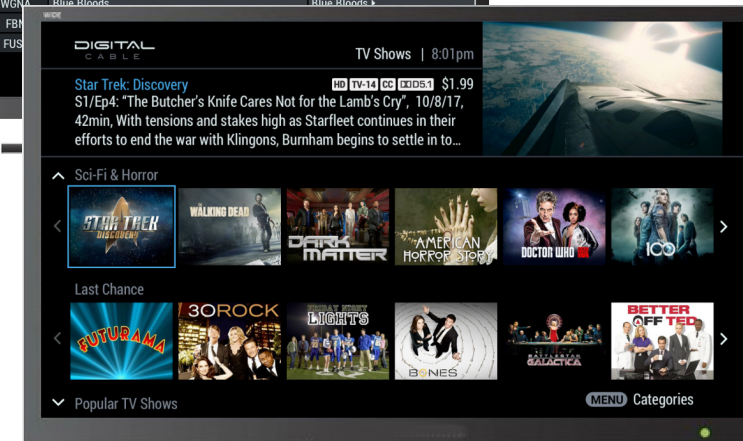 WGNA Blue Bloods Blue Bloods
FBN
FUS
WIDE
DIGITAL
CABLE
TV Shows | 8:01pm
Star Trek: Discovery HD TV-14 CC DD5.1 $1.99
S1/Ep4: “The Butcher's Knife Cares Not for the Lamb's Cry”, 10/8/17,
42min, With tensions and stakes high as Starfleet continues in their
efforts to end the war with Klingons, Burnham begins to settle in to...
Sci-Fi & Horror
STAR TREK
DISCOVERY
THE
WALKING DEAD
DARK
MATTER
AMERICAN
HORROR STORY
DOCTOR WHO
100
Last Chance
FUTURAMA
30ROCK
FRIDAY NIGHT
LIGHTS
BONES
BATTLESTAR
GALACTICA
BETTER
OFF TED
Popular TV Shows
MENU Categories